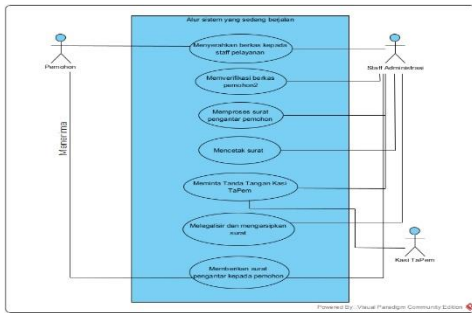 Alur sistem yang sedang berjalan
Menyerahkan berkas kepada
staff pelayanan
Pemohon
Staff Administrasi
Memverifikasi berkas
pemohon2
Memproses surat
pengantar pemohon
Menerima
Mencetak surat
Meminta Tanda Tangan Kasi
TaPem
Melegalisir dan mengarsipkan
surat
Kasi TaPem
Memberikan surat
pengantar kepada pemohon
Powered By: Visual Paradigm Community Edition